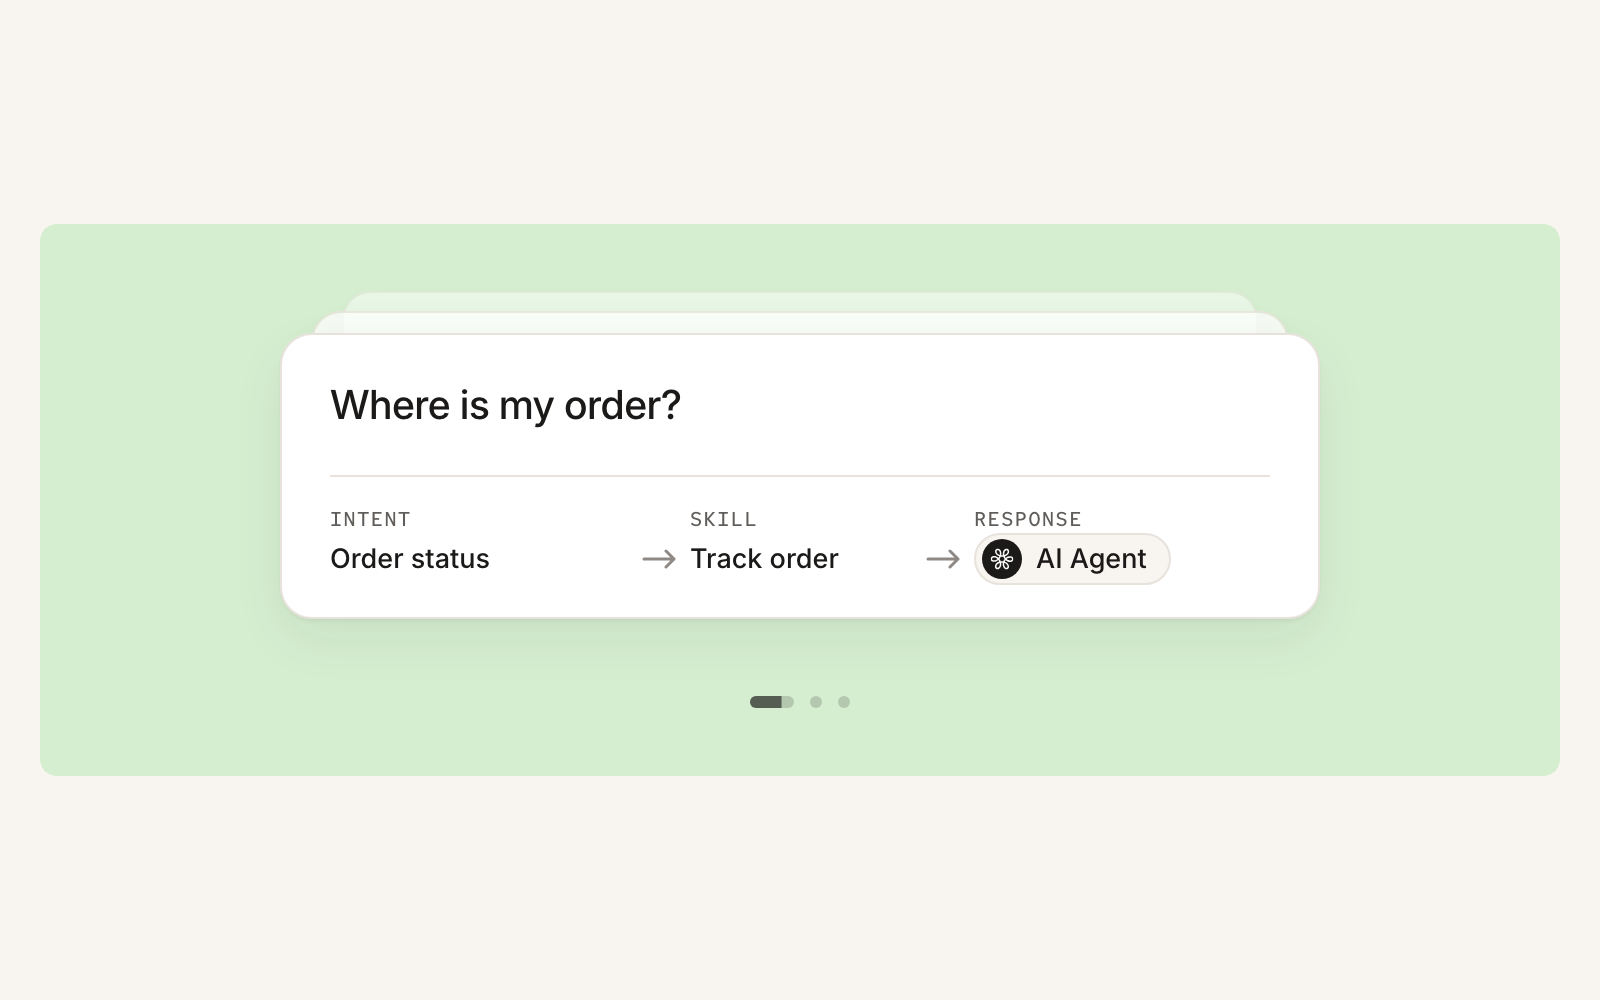 Where is my order?
INTENT
Order status
SKILL
Track order
RESPONSE
AI Agent